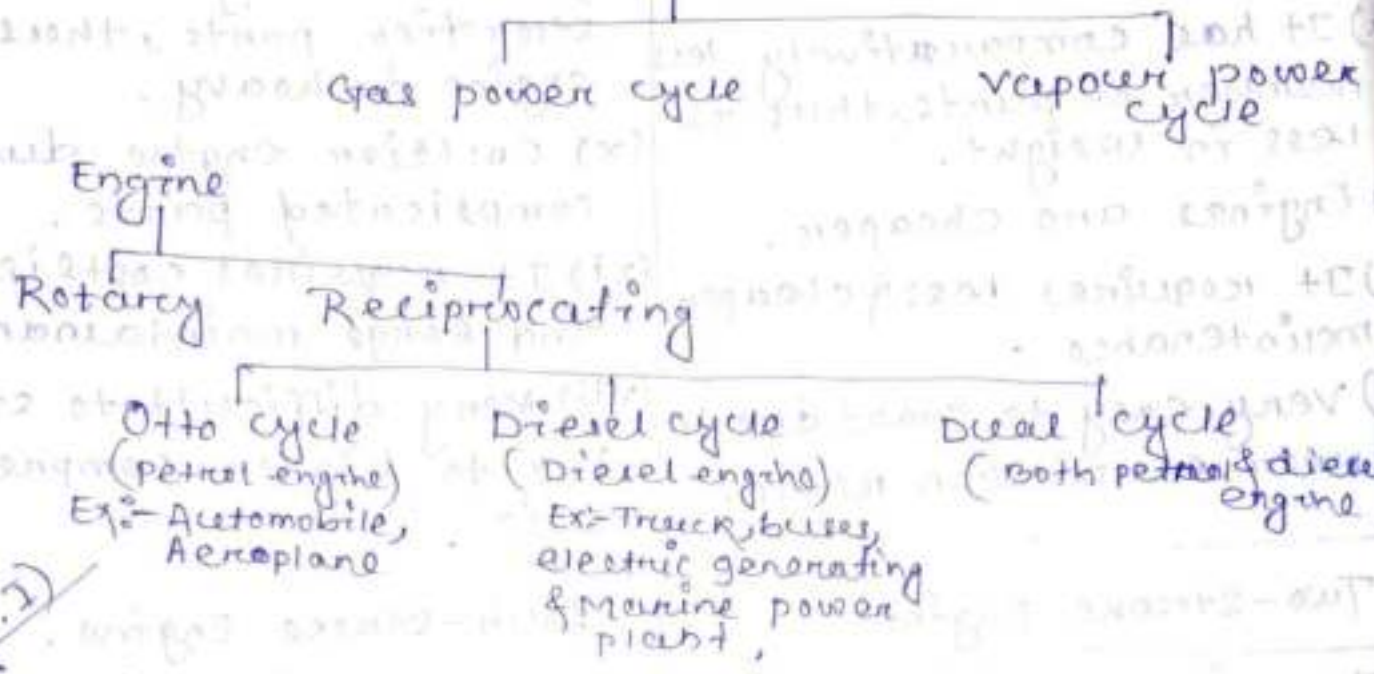 Gas power cycle
Vapour power
cycle
Engine
Rotary
Reciprocating
Otto cycle
(petrol engine)
Ex:- Automobile,
Aeroplane
Diesel cycle
(Diesel engine)
Ex:- Truck, buses,
electric generating
& Marine power
plant,
Dual cycle
(Both petrol & diese
engine